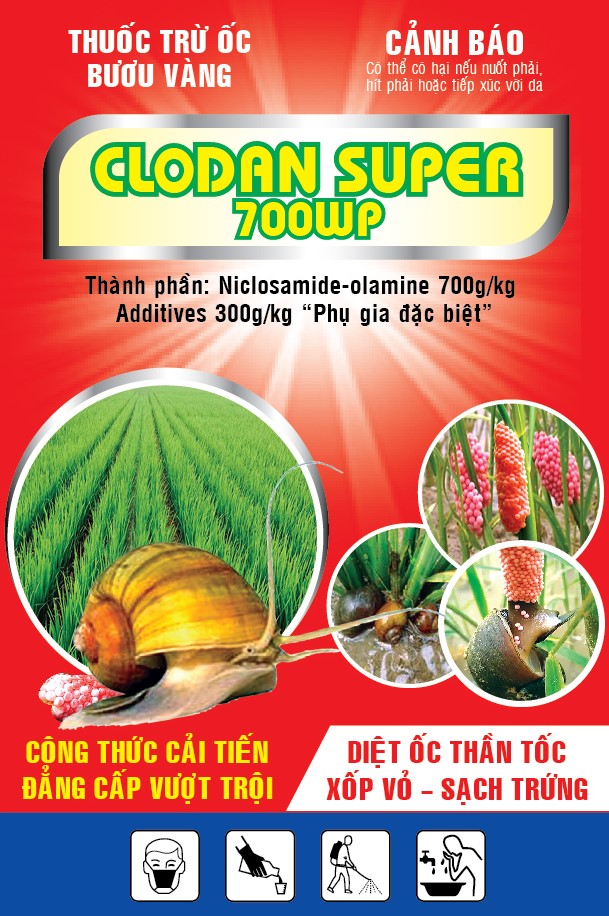 THUỐC TRỪ ỐC
BƯƠU VÀNG
CẢNH BÁO
Có thể có hại nếu nuốt phải,
hít phải hoặc tiếp xúc với da
CLODAN SUPER
700WP
Thành phần: Niclosamide-olamine 700g/kg
Additives 300g/kg “Phụ gia đặc biệt”
CÔNG THỨC CẢI TIẾN
ĐẲNG CẤP VƯỢT TRỘI
DIỆT ỐC THẦN TỐC
XỐP VỎ – SẠCH TRỨNG